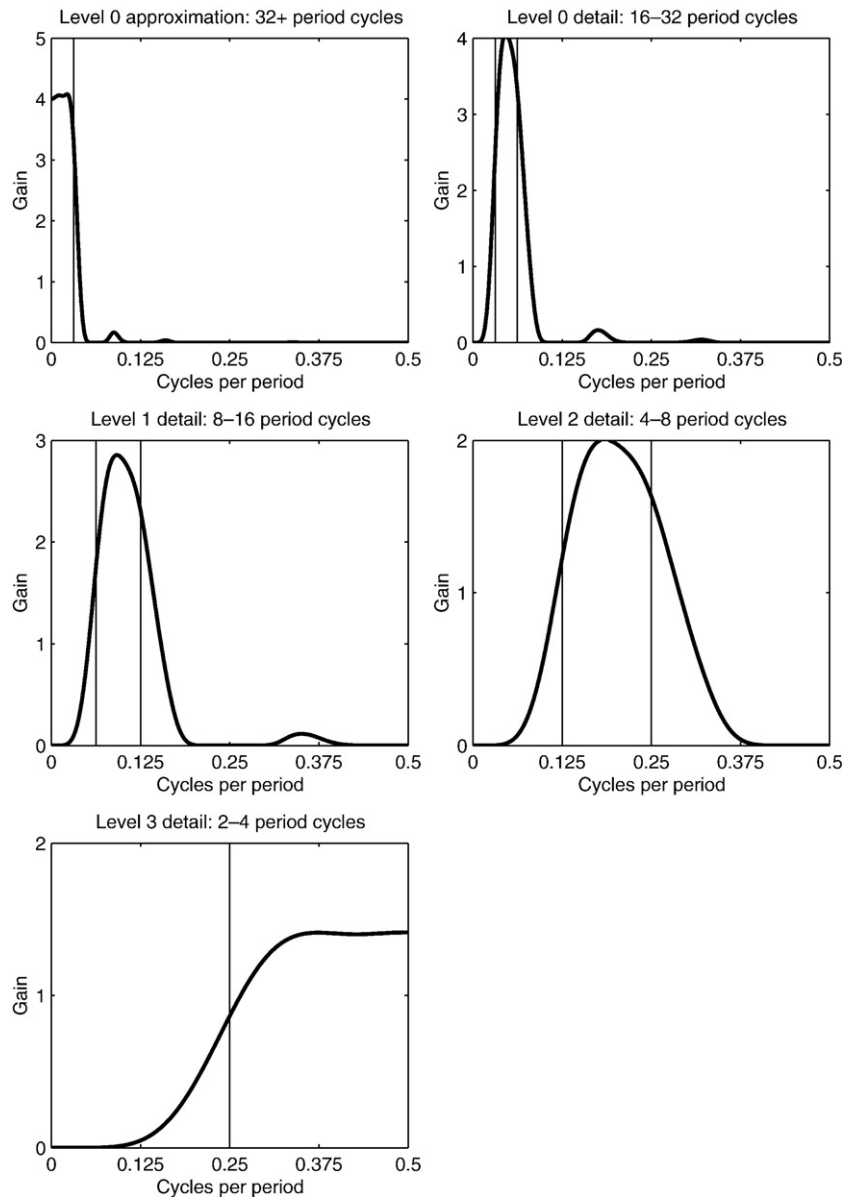 Level 0 approximation: 32+ period cycles
5
4
3
2
1
0
Gain
0 0.125 0.25 0.375 0.5
Cycles per period
Level 0 detail: 16–32 period cycles
4
3
2
1
0
Gain
0 0.125 0.25 0.375 0.5
Cycles per period
Level 1 detail: 8–16 period cycles
3
2
1
0
Gain
0 0.125 0.25 0.375 0.5
Cycles per period
Level 2 detail: 4–8 period cycles
2
1
0
Gain
0 0.125 0.25 0.375 0.5
Cycles per period
Level 3 detail: 2–4 period cycles
2
1
0
Gain
0 0.125 0.25 0.375 0.5
Cycles per period